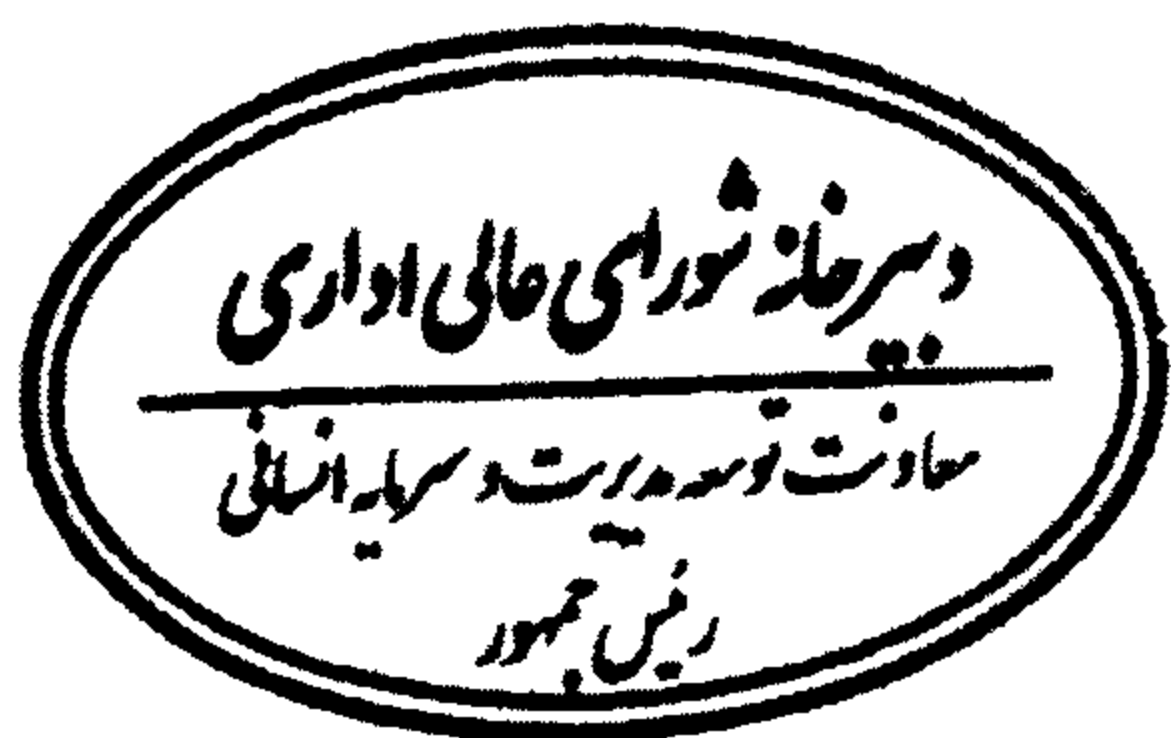 دبیرخانه شورای عالی اداری
معاونت توسعه مدیریت و سرمایه انسانی
رئیس جمهور